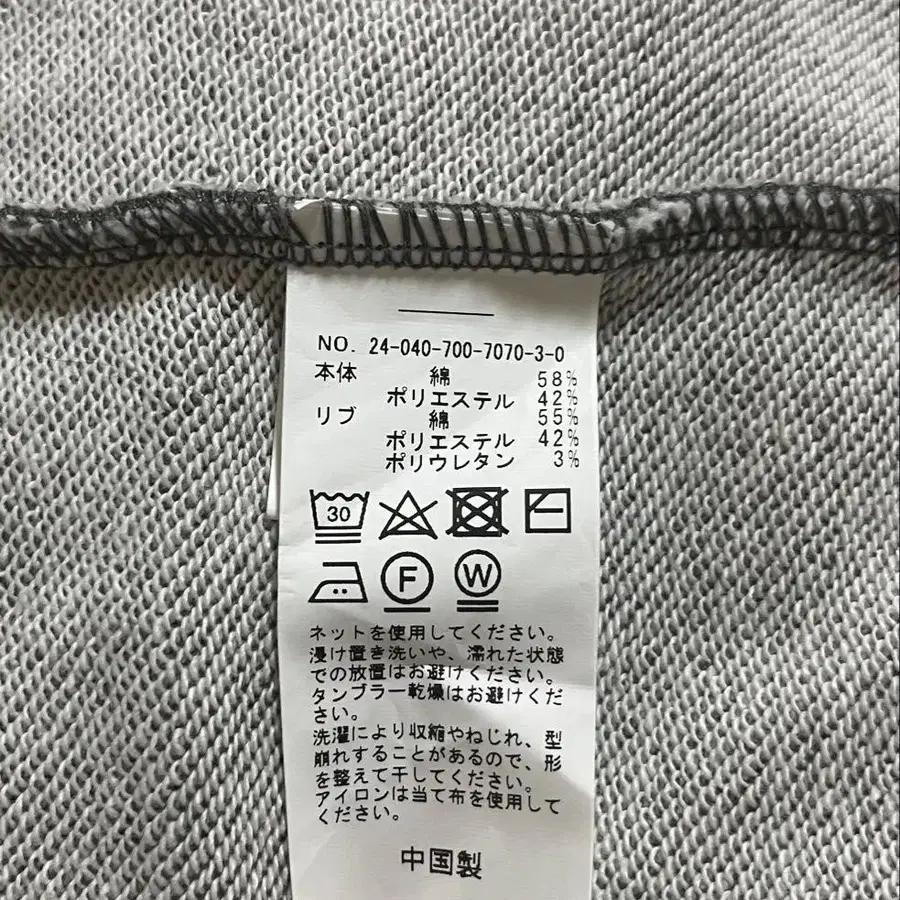 NO. 24-040-700-7070-3-0
本体 綿 58%
ポリエステル 42%
リブ 綿 55%
ポリエステル 42%
ポリウレタン 3%
30
F W
ネットを使用してください。
浸け置き洗いや、濡れた状態
での放置はお避けください。
タンブラー乾燥はお避けくだ
さい。
洗濯により収縮やねじれ、型
崩れすることがあるので、形
を整えて干してください。
アイロンは当て布を使用して
ください。
中国製